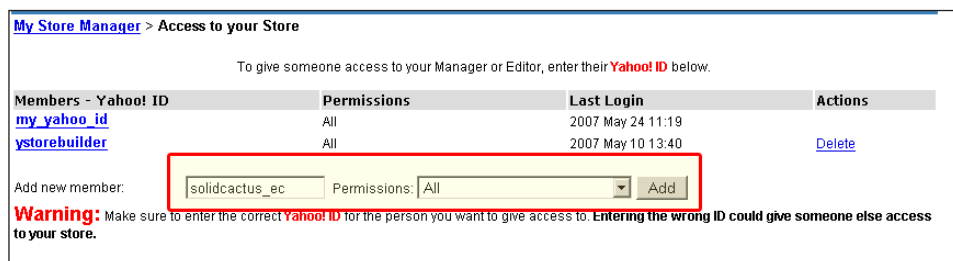 My Store Manager > Access to your Store
To give someone access to your Manager or Editor, enter their Yahoo! ID below.
Members - Yahoo! ID Permissions Last Login Actions
my_yahoo_id All 2007 May 24 11:19
ystorebuilder All 2007 May 10 13:40 Delete
Add new member: solidcactus_ec Permissions: All Add
Warning: Make sure to enter the correct Yahoo! ID for the person you want to give access to. Entering the wrong ID could give someone else access
to your store.